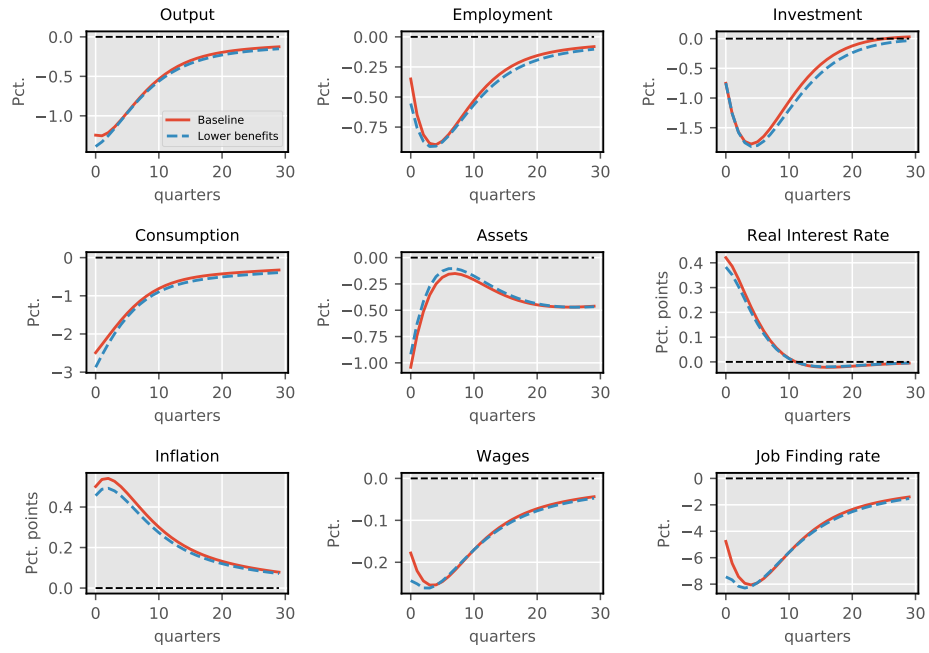 Output
Employment
Investment
0.00
−0.5
−1.0
Pct.
Baseline
Lower benefits
0 10 20 30
quarters
0.00
−0.25
−0.50
−0.75
Pct.
0 10 20 30
quarters
0.0
−0.5
−1.0
−1.5
Pct.
0 10 20 30
quarters
Consumption
Assets
Real Interest Rate
0
−1
−2
−3
Pct.
0 10 20 30
quarters
0.00
−0.25
−0.50
−0.75
−1.00
Pct.
0 10 20 30
quarters
0.4
0.3
0.2
0.1
0.0
Pct. points
0 10 20 30
quarters
Inflation
Wages
Job Finding rate
0.4
0.2
0.0
Pct. points
0 10 20 30
quarters
0.0
−0.1
−0.2
Pct.
0 10 20 30
quarters
0
−2
−4
−6
−8
Pct.
0 10 20 30
quarters